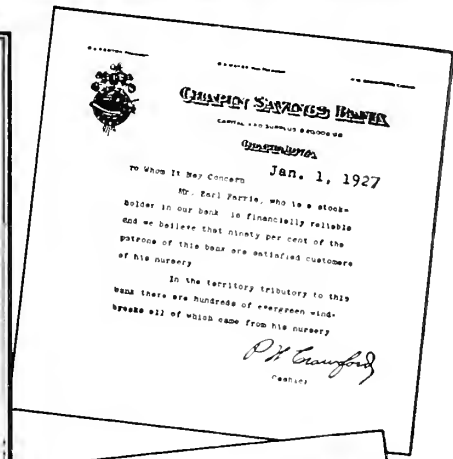 CHAPIN SAVINGS BANK
CAPITAL AND SURPLUS
Jan. 1, 1927
To Whom It May Concern
Mr. Earl Ferris, who is a stock-
holder in our bank is financially reliable
and we believe that ninety per cent of the
patrons of this bank are satisfied customers
of his nursery
In the territory tributary to this
bank there are hundreds of evergreen wind-
breaks all of which came from his nursery
Crawford
Cashier